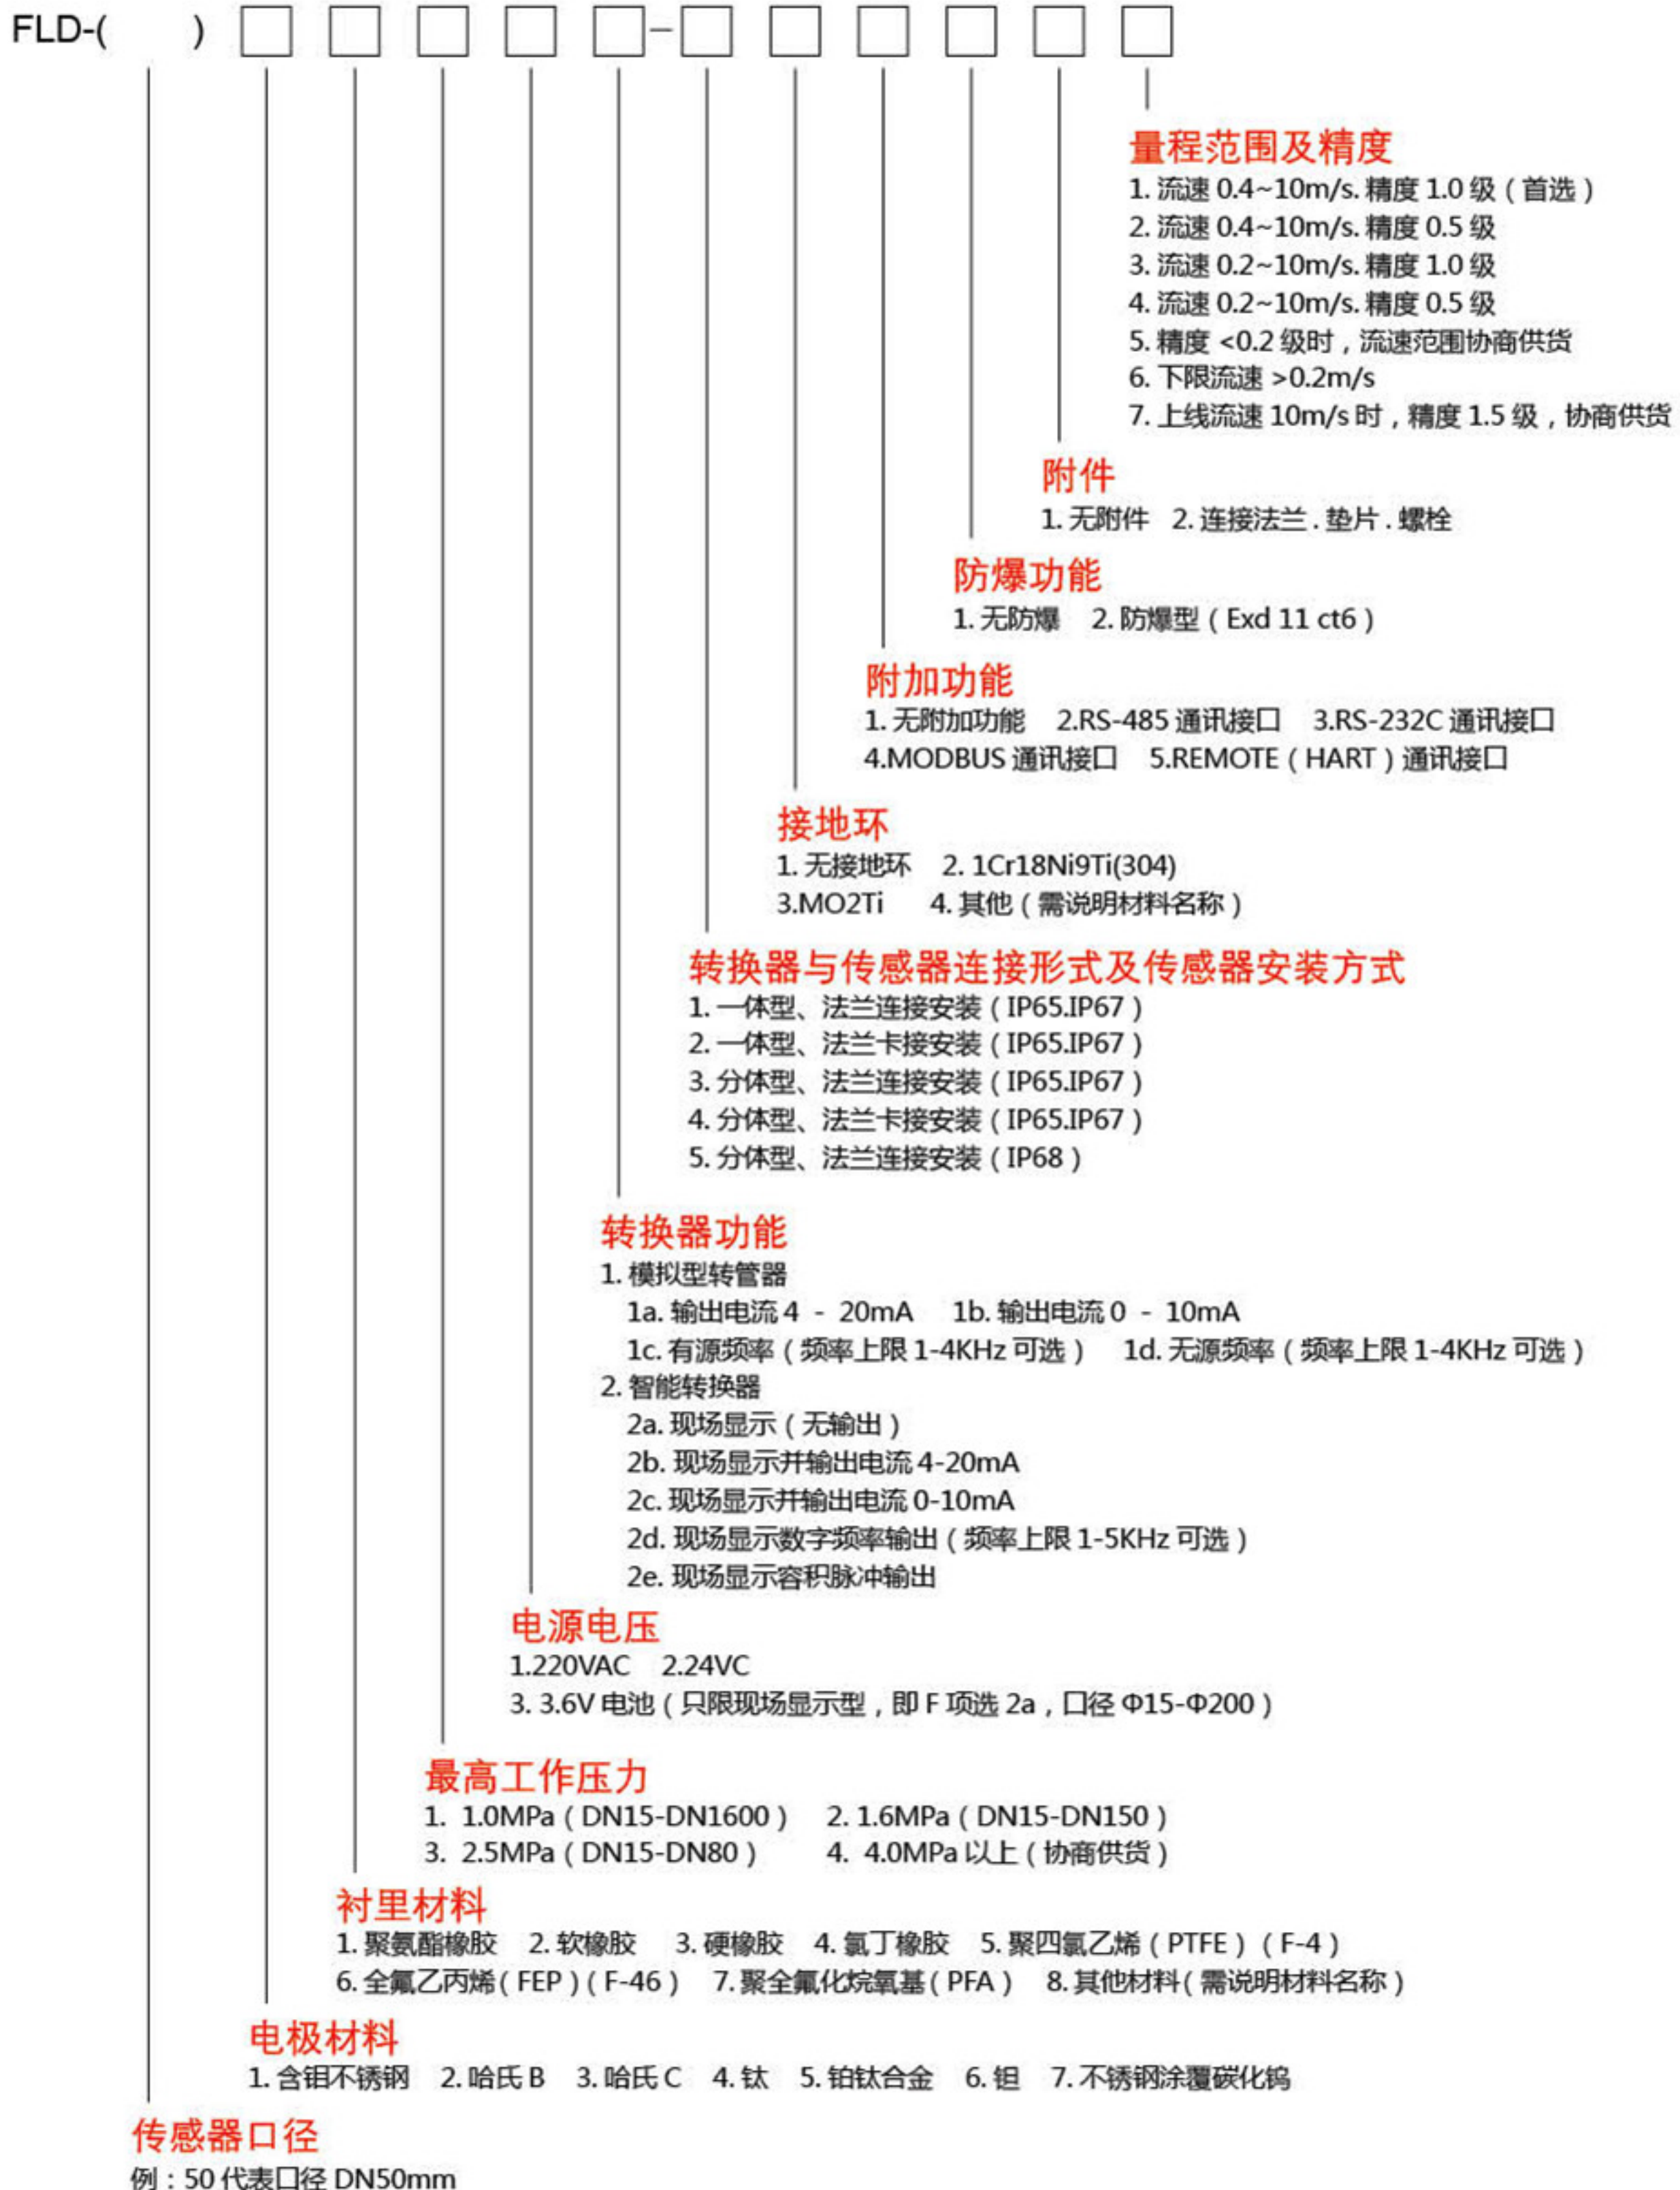 FLD-( ) □ □ □ □ □-□ □ □ □ □ □
量程范围及精度
1. 流速 0.4~10m/s. 精度 1.0 级（首选）
2. 流速 0.4~10m/s. 精度 0.5 级
3. 流速 0.2~10m/s. 精度 1.0 级
4. 流速 0.2~10m/s. 精度 0.5 级
5. 精度 <0.2 级时，流速范围协商供货
6. 下限流速 >0.2m/s
7. 上线流速 10m/s 时，精度 1.5 级，协商供货
附件
1. 无附件 2. 连接法兰 . 垫片 . 螺栓
防爆功能
1. 无防爆 2. 防爆型（Exd 11 ct6）
附加功能
1. 无附加功能 2.RS-485 通讯接口 3.RS-232C 通讯接口
4.MODBUS 通讯接口 5.REMOTE（HART）通讯接口
接地环
1. 无接地环 2. 1Cr18Ni9Ti(304)
3.MO2Ti 4. 其他（需说明材料名称）
转换器与传感器连接形式及传感器安装方式
1. 一体型、法兰连接安装（IP65.IP67）
2. 一体型、法兰卡接安装（IP65.IP67）
3. 分体型、法兰连接安装（IP65.IP67）
4. 分体型、法兰卡接安装（IP65.IP67）
5. 分体型、法兰连接安装（IP68）
转换器功能
1. 模拟型转管器
1a. 输出电流 4 - 20mA 1b. 输出电流 0 - 10mA
1c. 有源频率（频率上限 1-4KHz 可选） 1d. 无源频率（频率上限 1-4KHz 可选）
2. 智能转换器
2a. 现场显示（无输出）
2b. 现场显示并输出电流 4-20mA
2c. 现场显示并输出电流 0-10mA
2d. 现场显示数字频率输出（频率上限 1-5KHz 可选）
2e. 现场显示容积脉冲输出
电源电压
1.220VAC 2.24VC
3. 3.6V 电池（只限现场显示型，即 F 项选 2a，口径 Φ15-Φ200）
最高工作压力
1. 1.0MPa（DN15-DN1600） 2. 1.6MPa（DN15-DN150）
3. 2.5MPa（DN15-DN80） 4. 4.0MPa 以上（协商供货）
衬里材料
1. 聚氨酯橡胶 2. 软橡胶 3. 硬橡胶 4. 氯丁橡胶 5. 聚四氯乙烯（PTFE）（F-4）
6. 全氟乙丙烯（FEP）（F-46） 7. 聚全氟化烷氧基（PFA） 8. 其他材料（需说明材料名称）
电极材料
1. 含钼不锈钢 2. 哈氏 B 3. 哈氏 C 4. 钛 5. 铂钛合金 6. 钽 7. 不锈钢涂覆碳化钨
传感器口径
例：50 代表口径 DN50mm